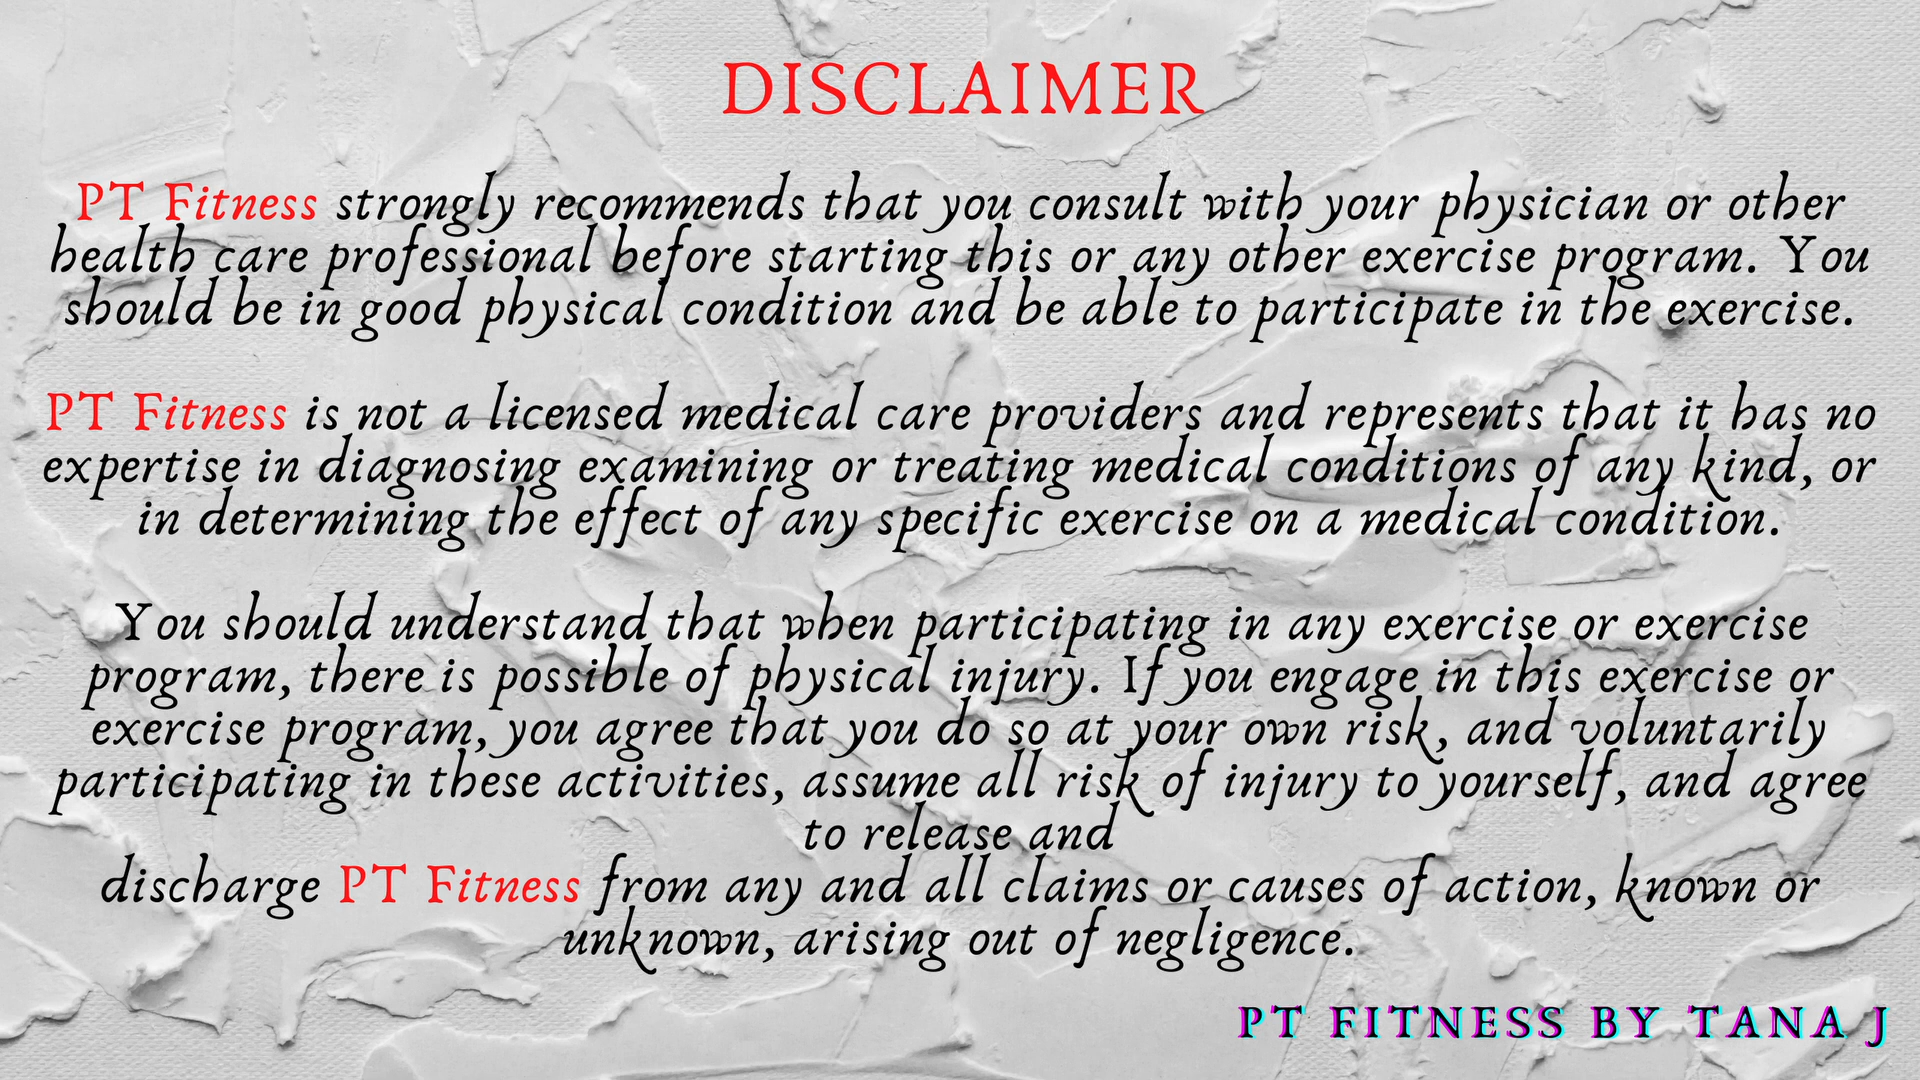 DISCLAIMER
PT Fitness strongly recommends that you consult with your physician or other
health care professional before starting this or any other exercise program. You
should be in good physical condition and be able to participate in the exercise.
PT Fitness is not a licensed medical care providers and represents that it has no
expertise in diagnosing examining or treating medical conditions of any kind, or
in determining the effect of any specific exercise on a medical condition.
You should understand that when participating in any exercise or exercise
program, there is possible of physical injury. If you engage in this exercise or
exercise program, you agree that you do so at your own risk, and voluntarily
participating in these activities, assume all risk of injury to yourself, and agree
to release and
discharge PT Fitness from any and all claims or causes of action, known or
unknown, arising out of negligence.
PT FITNESS BY TANA J